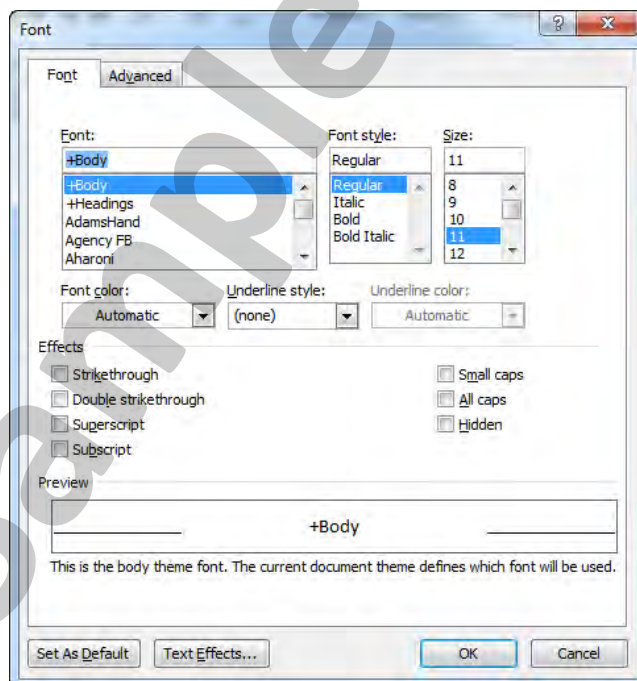 Font
Font Advanced
Font: Font style: Size:
+Body Regular 11
+Body Regular 8
+Headings Italic 9
AdamsHand Bold 10
Agency FB Bold Italic 11
Aharoni 12
Font color: Underline style: Underline color:
Automatic (none) Automatic
Effects
Strikethrough Small caps
Double strikethrough All caps
Superscript Hidden
Subscript
Preview
+Body
This is the body theme font. The current document theme defines which font will be used.
Set As Default Text Effects... OK Cancel
Sample